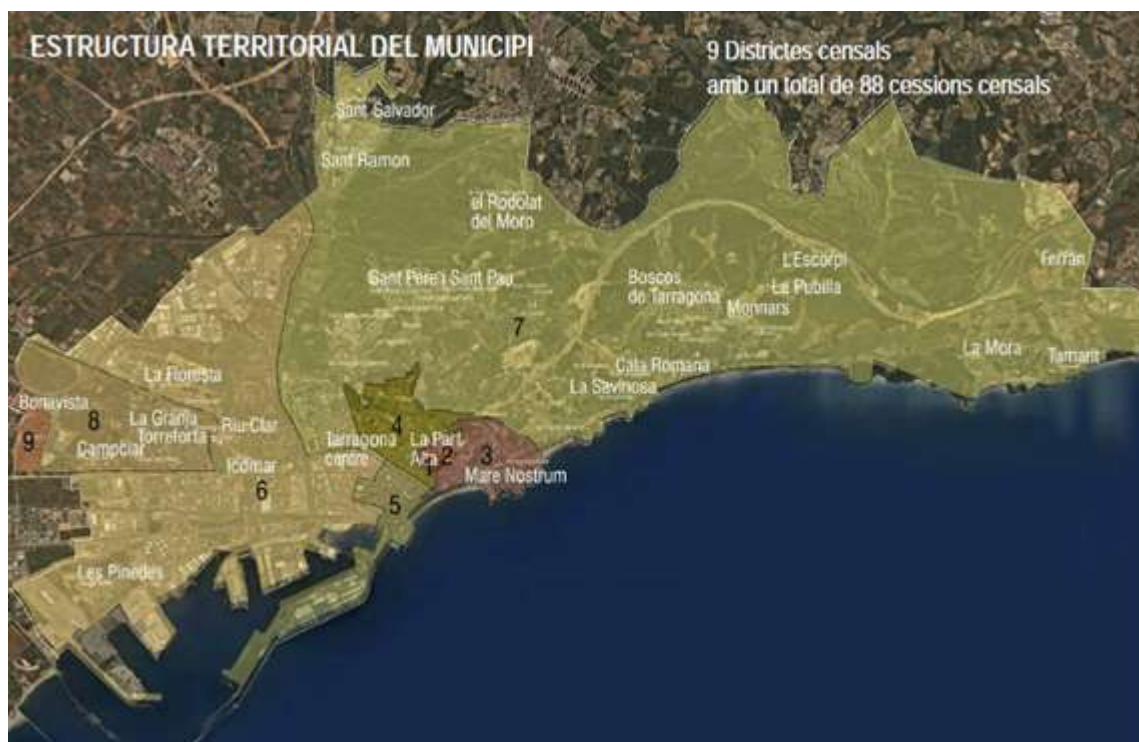 ESTRUCTURA TERRITORIAL DEL MUNICIPI
9 Districtes censals
amb un total de 88 cessions censals
Sant Salvador
Sant Ramon
el Rodolat
del Moro
Sant Pere i Sant Pau
Boscos
de Tarragona
L'Escorpi
La Pubilla
Monnars
Ferran
7
La Mora
Tamarit
Cala Romana
La Savinosa
La Floresta
Bonavista
8
La Granja
Torreforta
Riu-Clar
9
Campclar
4
Tarragona
centre
La Part
Alta
1
2
3
Mare Nostrum
Icomar
6
5
Les Pinedes